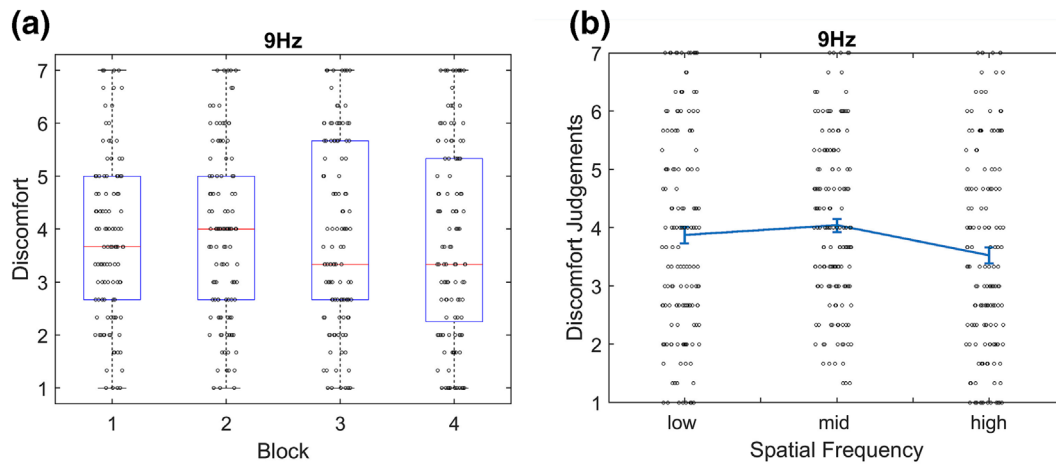 (a)
9Hz
7
6
5
4
3
2
1
Discomfort
1 2 3 4
Block
(b)
9Hz
7
6
5
4
3
2
1
Discomfort Judgements
low mid high
Spatial Frequency